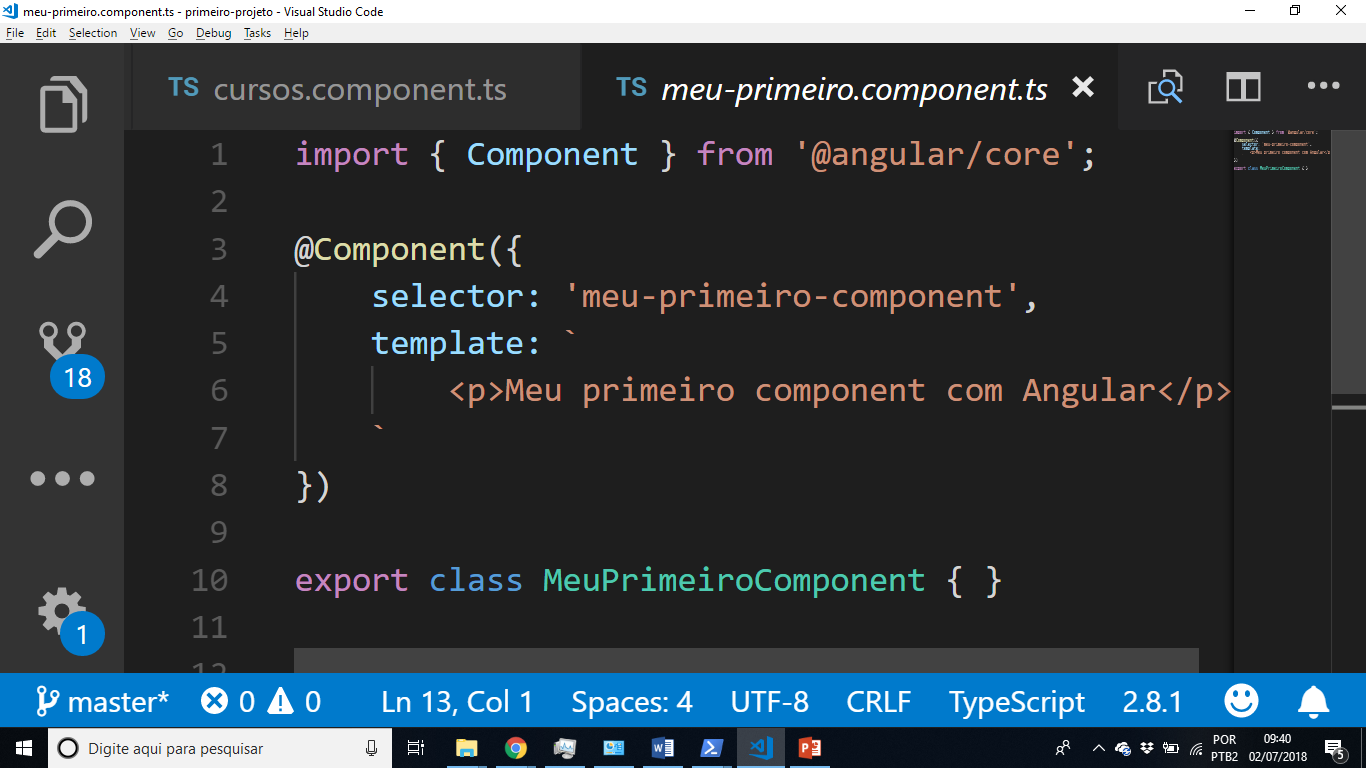 meu-primeiro.component.ts - primeiro-projeto - Visual Studio Code
File Edit Selection View Go Debug Tasks Help
TS cursos.component.ts TS meu-primeiro.component.ts
1 import { Component } from '@angular/core';
2
3 @Component({
4 selector: 'meu-primeiro-component',
5 template: `
6 <p>Meu primeiro component com Angular</p>
7 `
8 })
9
10 export class MeuPrimeiroComponent { }
11
12
18
1
master* 0 0 Ln 13, Col 1 Spaces: 4 UTF-8 CRLF TypeScript 2.8.1
Digite aqui para pesquisar
POR
PTB2
09:40
02/07/2018
5